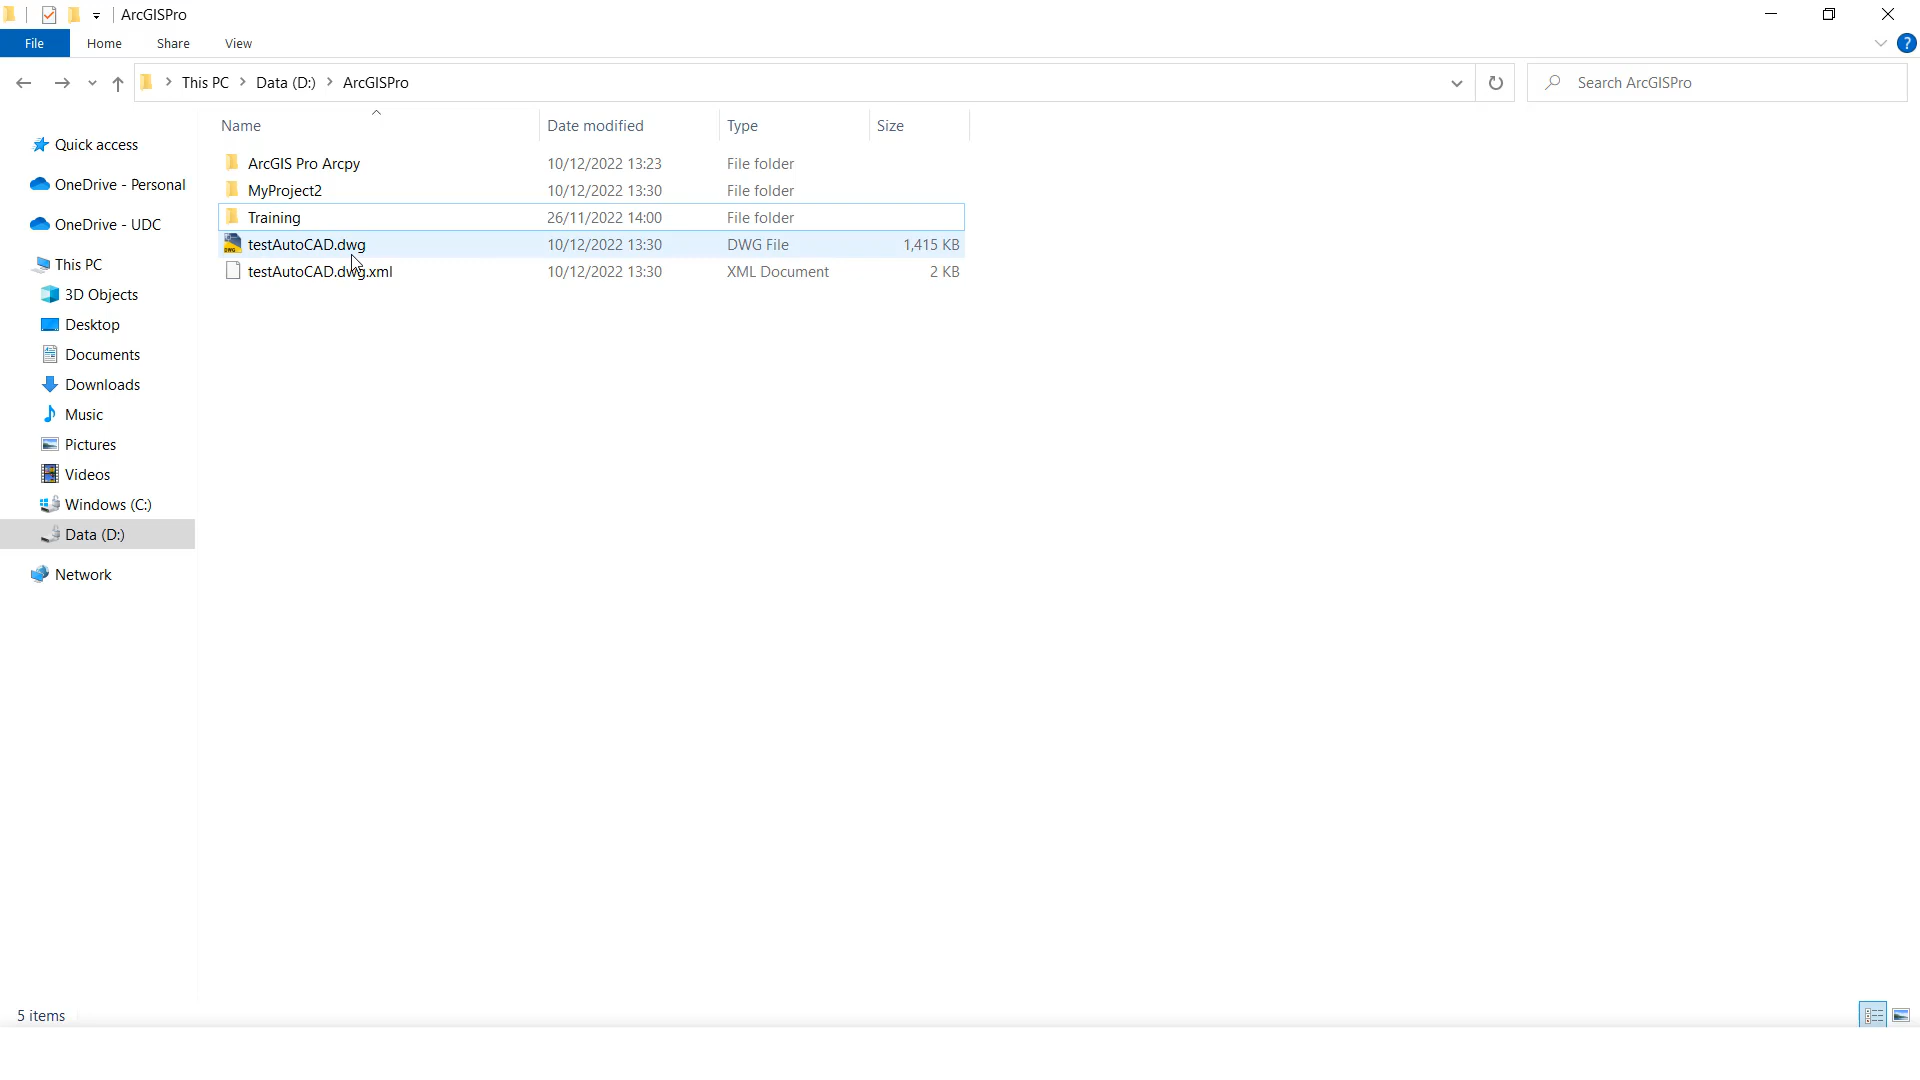 ArcGISPro
File Home Share View
This PC Data (D:) ArcGISPro
Search ArcGISPro
Name Date modified Type Size
Quick access
OneDrive - Personal
OneDrive - UDC
This PC
3D Objects
Desktop
Documents
Downloads
Music
Pictures
Videos
Windows (C:)
Data (D:)
Network
ArcGIS Pro Arcpy 10/12/2022 13:23 File folder
MyProject2 10/12/2022 13:30 File folder
Training 26/11/2022 14:00 File folder
testAutoCAD.dwg 10/12/2022 13:30 DWG File 1,415 KB
testAutoCAD.dwg.xml 10/12/2022 13:30 XML Document 2 KB
5 items